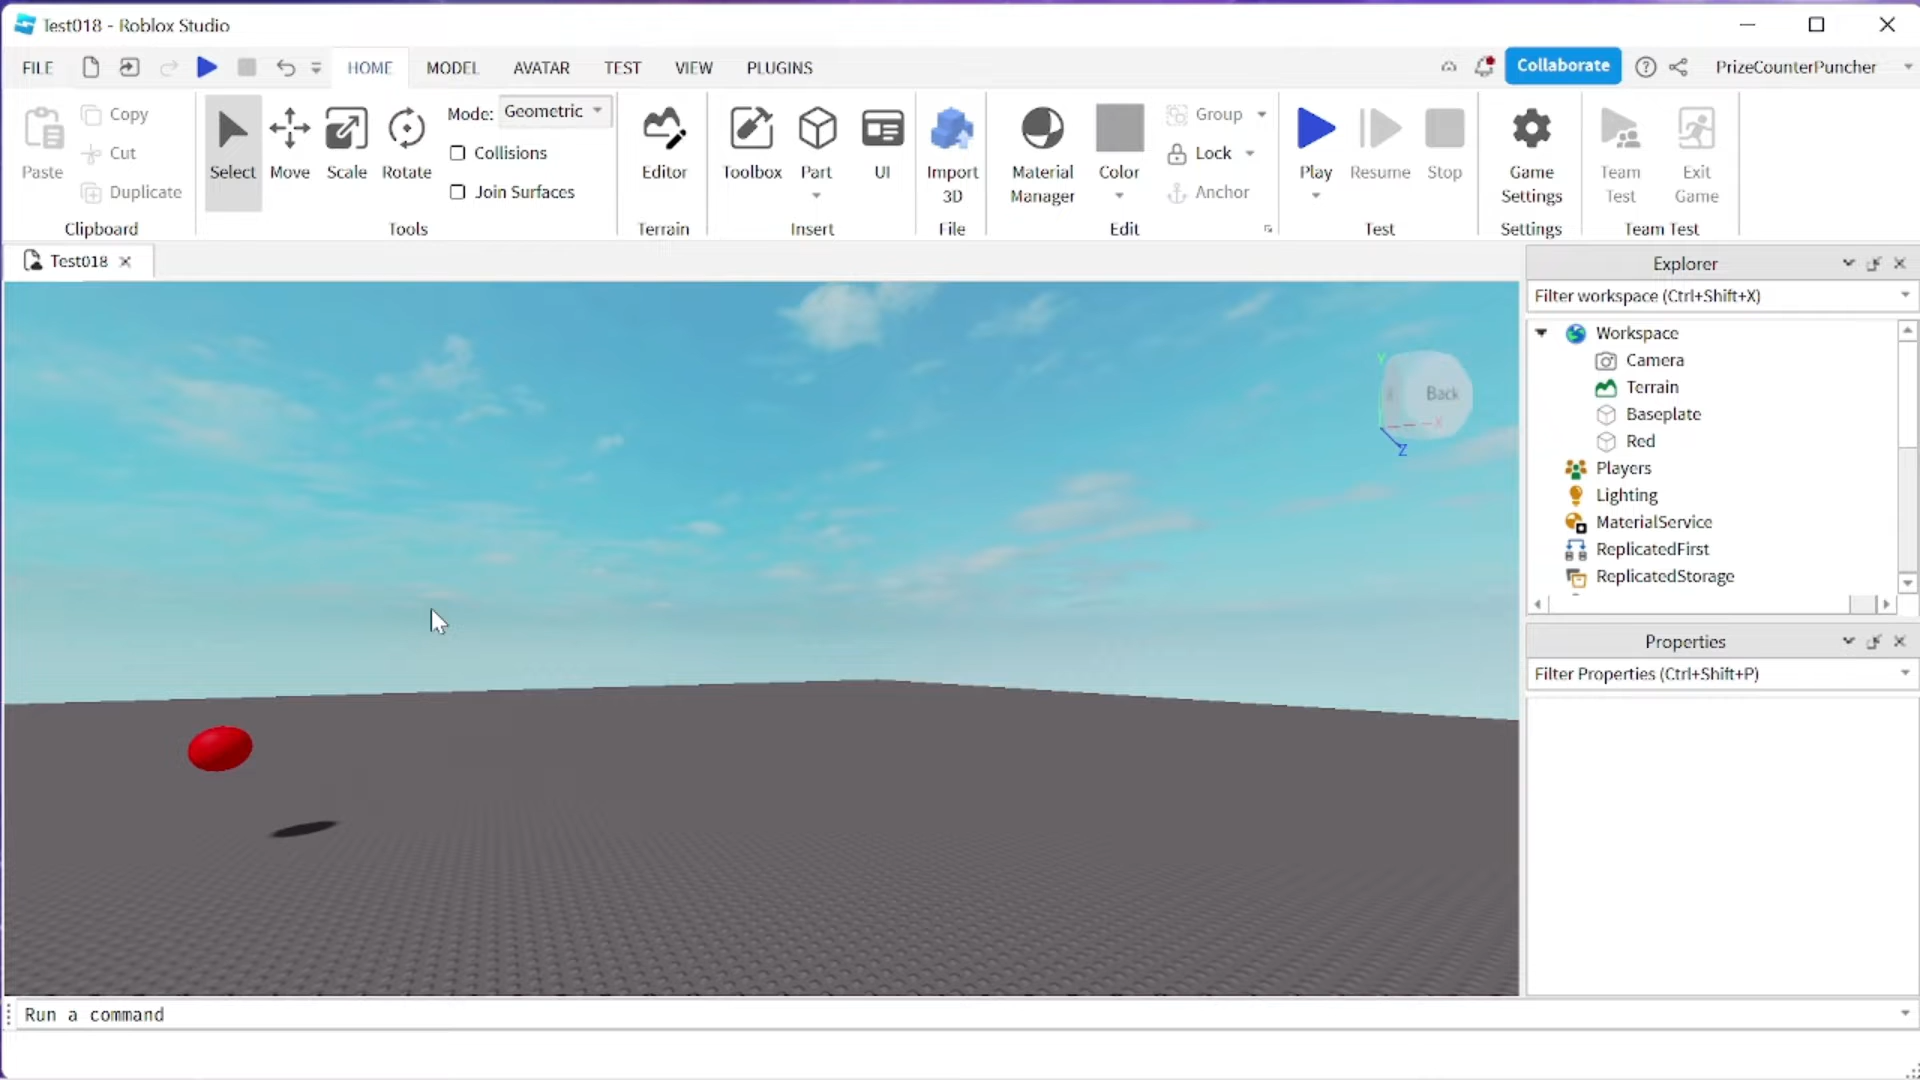 Test018 - Roblox Studio
FILE HOME MODEL AVATAR TEST VIEW PLUGINS Collaborate PrizeCounterPuncher
Paste
Copy
Cut
Duplicate
Clipboard
Select Move Scale Rotate
Mode: Geometric
Collisions
Join Surfaces
Tools
Editor
Terrain
Toolbox Part UI
Insert
Import
3D
File
Material
Manager
Color
Group
Lock
Anchor
Edit
Play Resume Stop
Test
Game
Settings
Settings
Team
Test
Exit
Game
Team Test
Test018
Back
Y
X
Z
Explorer
Filter workspace (Ctrl+Shift+X)
Workspace
Camera
Terrain
Baseplate
Red
Players
Lighting
MaterialService
ReplicatedFirst
ReplicatedStorage
Properties
Filter Properties (Ctrl+Shift+P)
Run a command